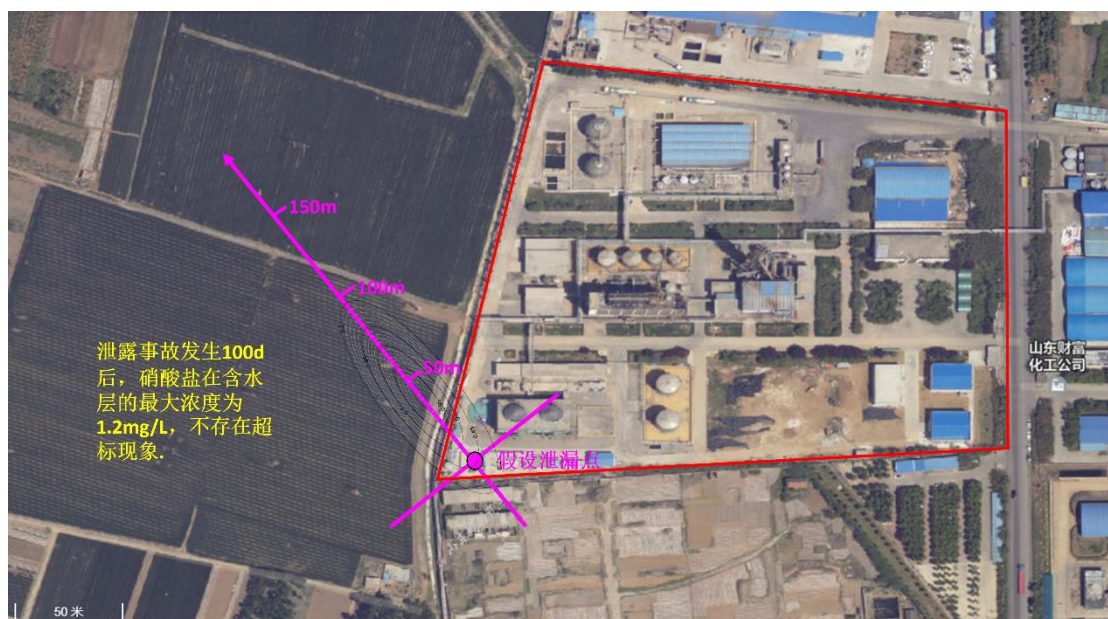 150m
100m
50m
泄露事故发生100d
后，硝酸盐在含水
层的最大浓度为
1.2mg/L，不存在超
标现象.
山东财富
化工公司
假设泄漏点
50 米